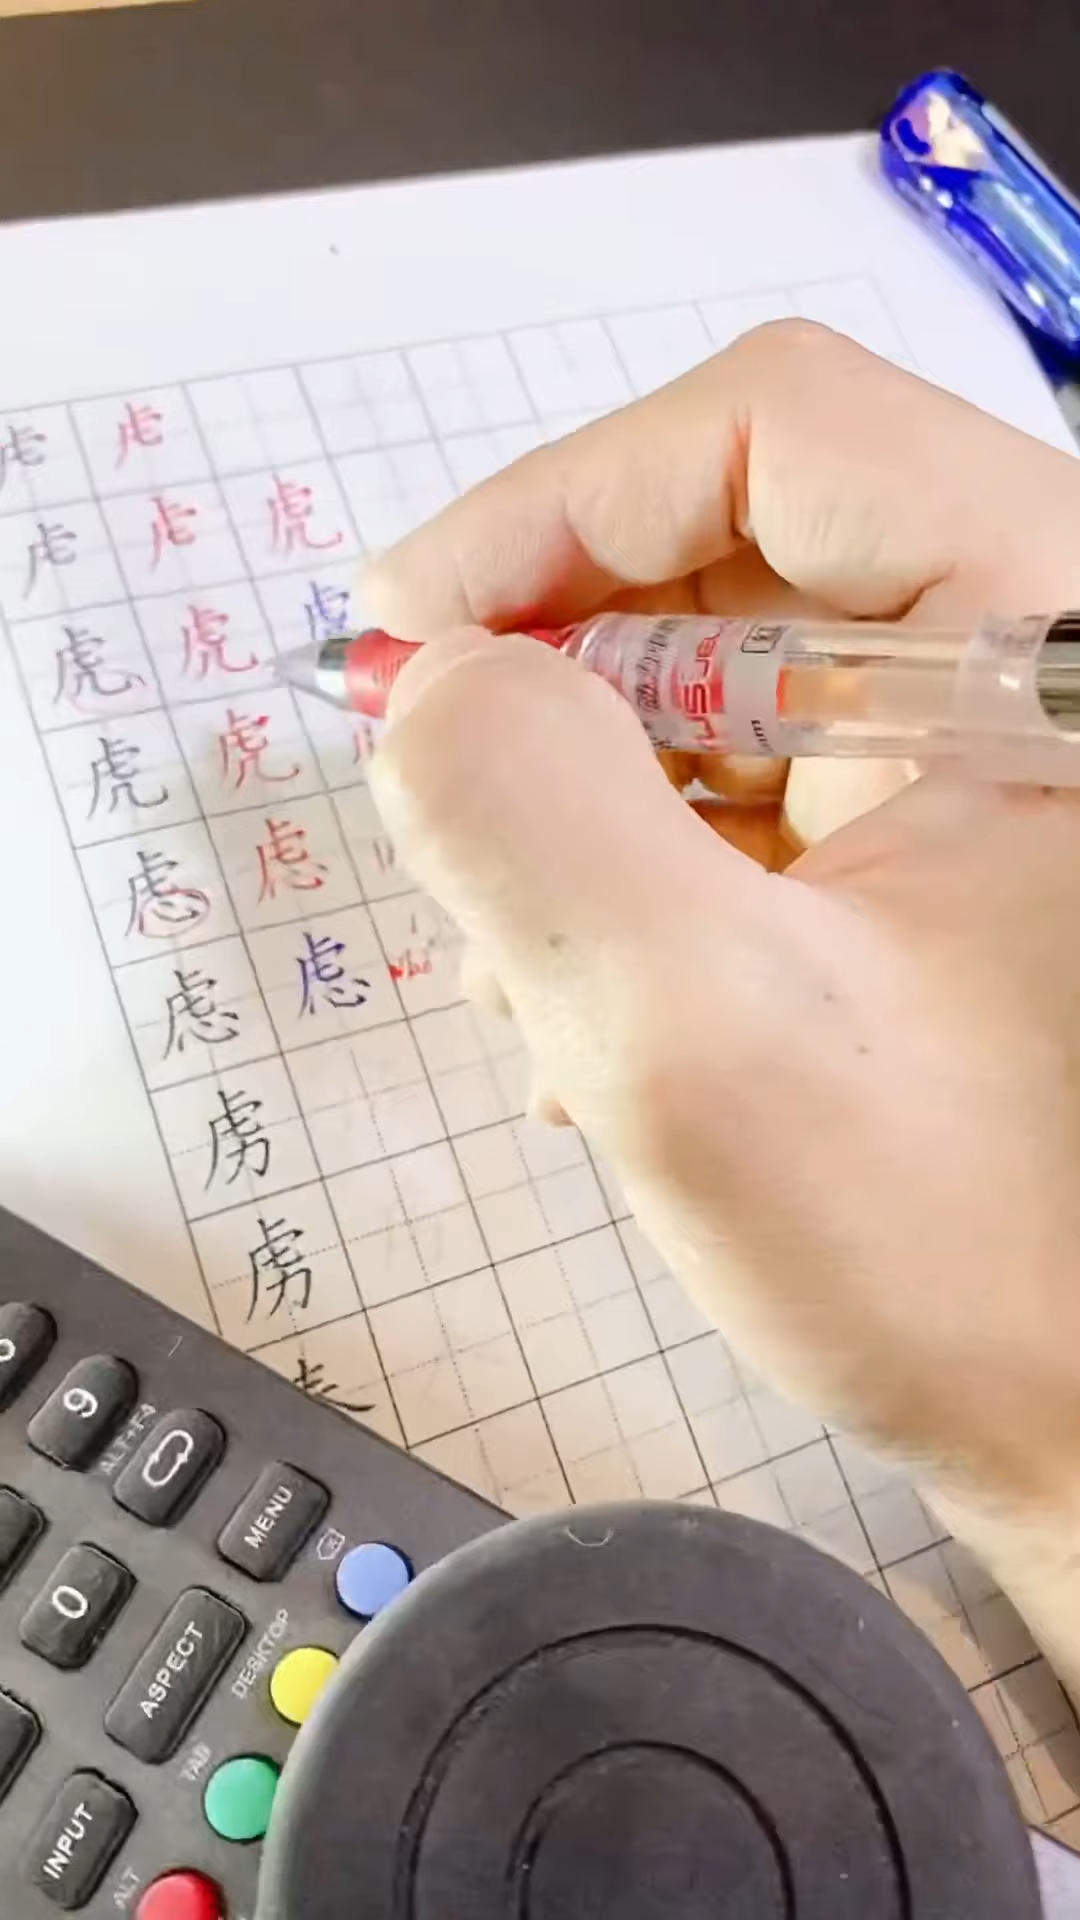 虍 虍
虍 虍 虎
虎 虎
虎 虎
虑 虑
虑 虑
虏
虏
9
ALT+F4
MENU
0
ASPECT
DESKTOP
TAB
INPUT
ALT